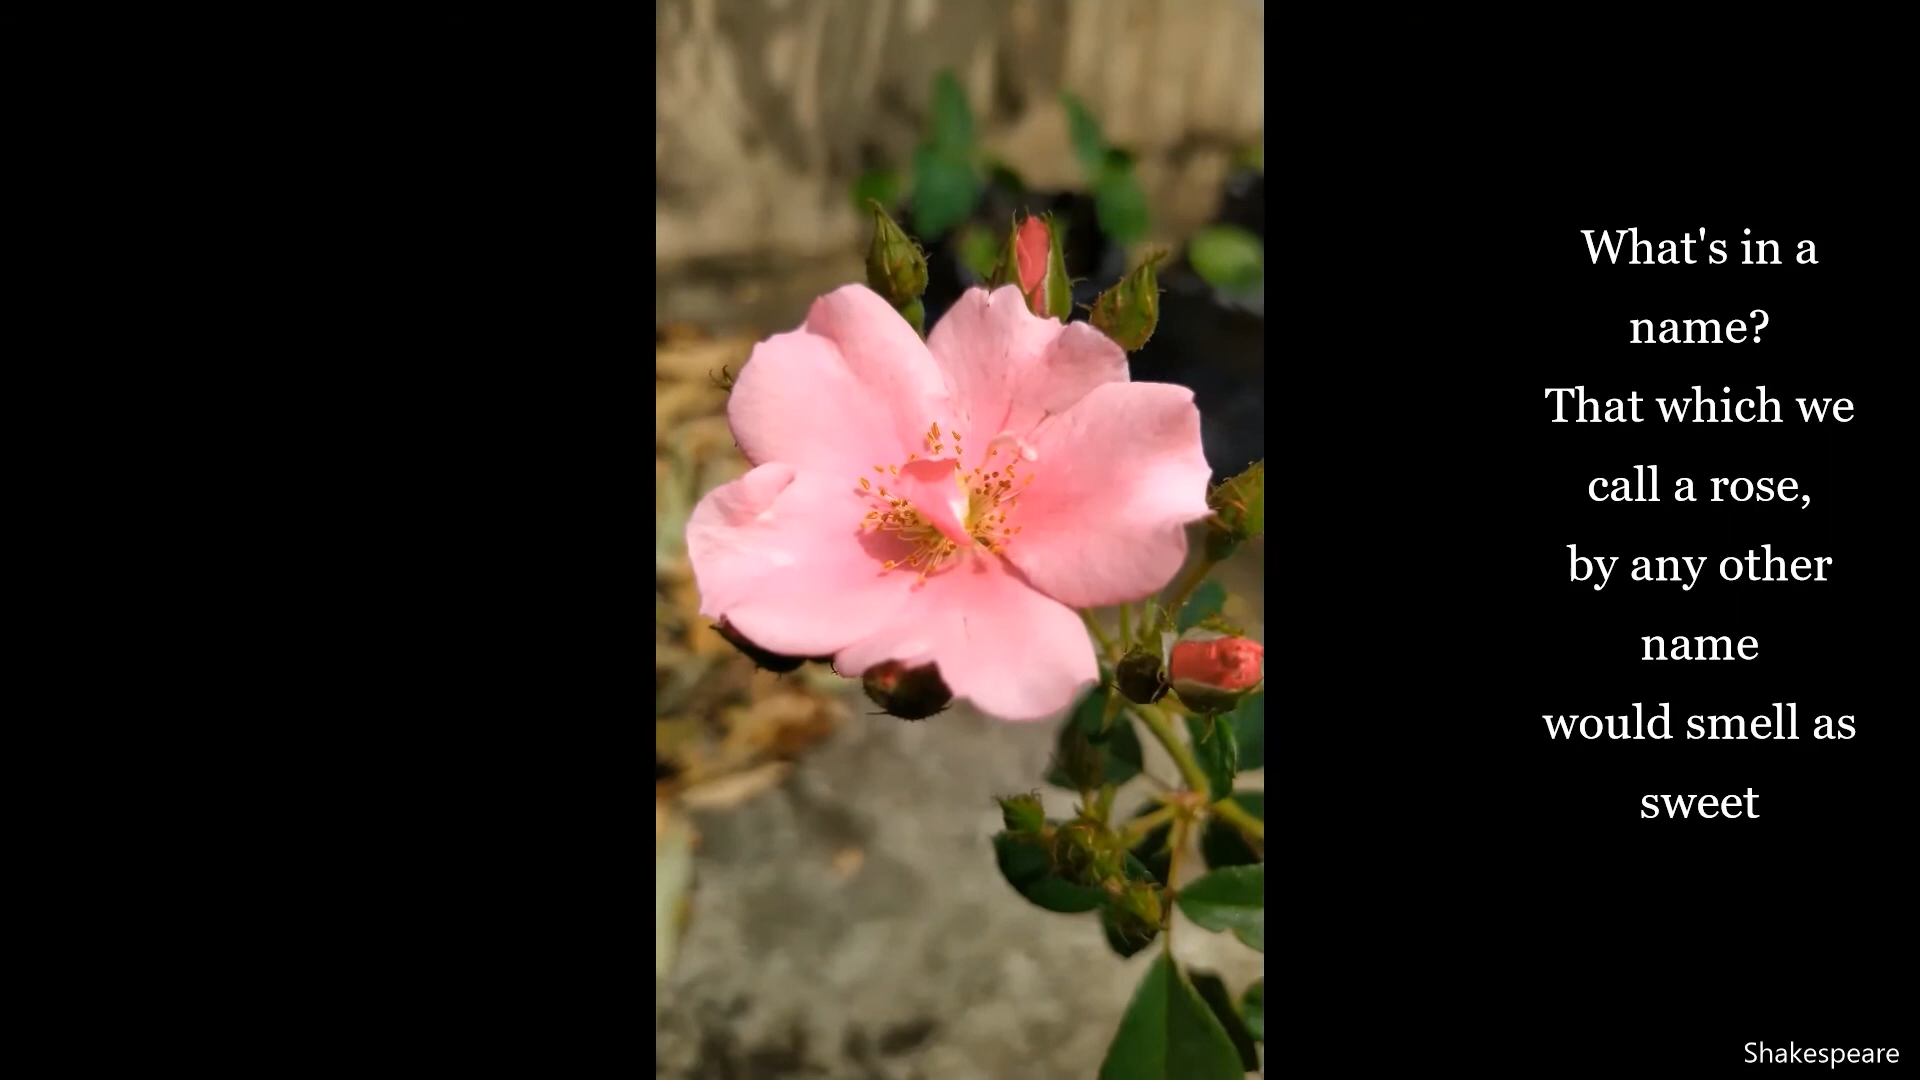 What's in a
name?
That which we
call a rose,
by any other
name
would smell as
sweet
Shakespeare